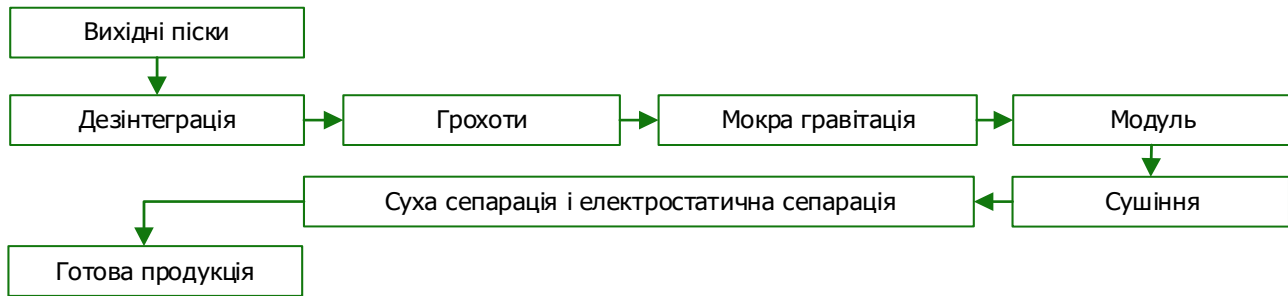 Вихідні піски
Дезінтеграція
Грохоти
Мокра гравітація
Модуль
Сушіння
Суха сепарація і електростатична сепарація
Готова продукція